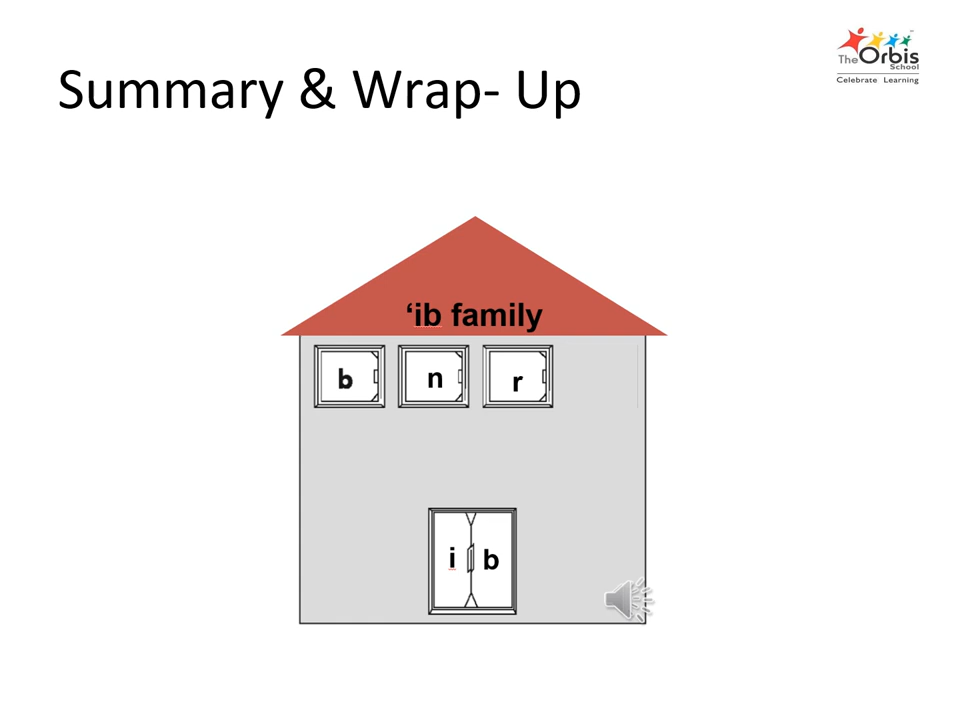 Summary & Wrap- Up
The Orbis
School
Celebrate Learning
‘ib family
b n r
i b